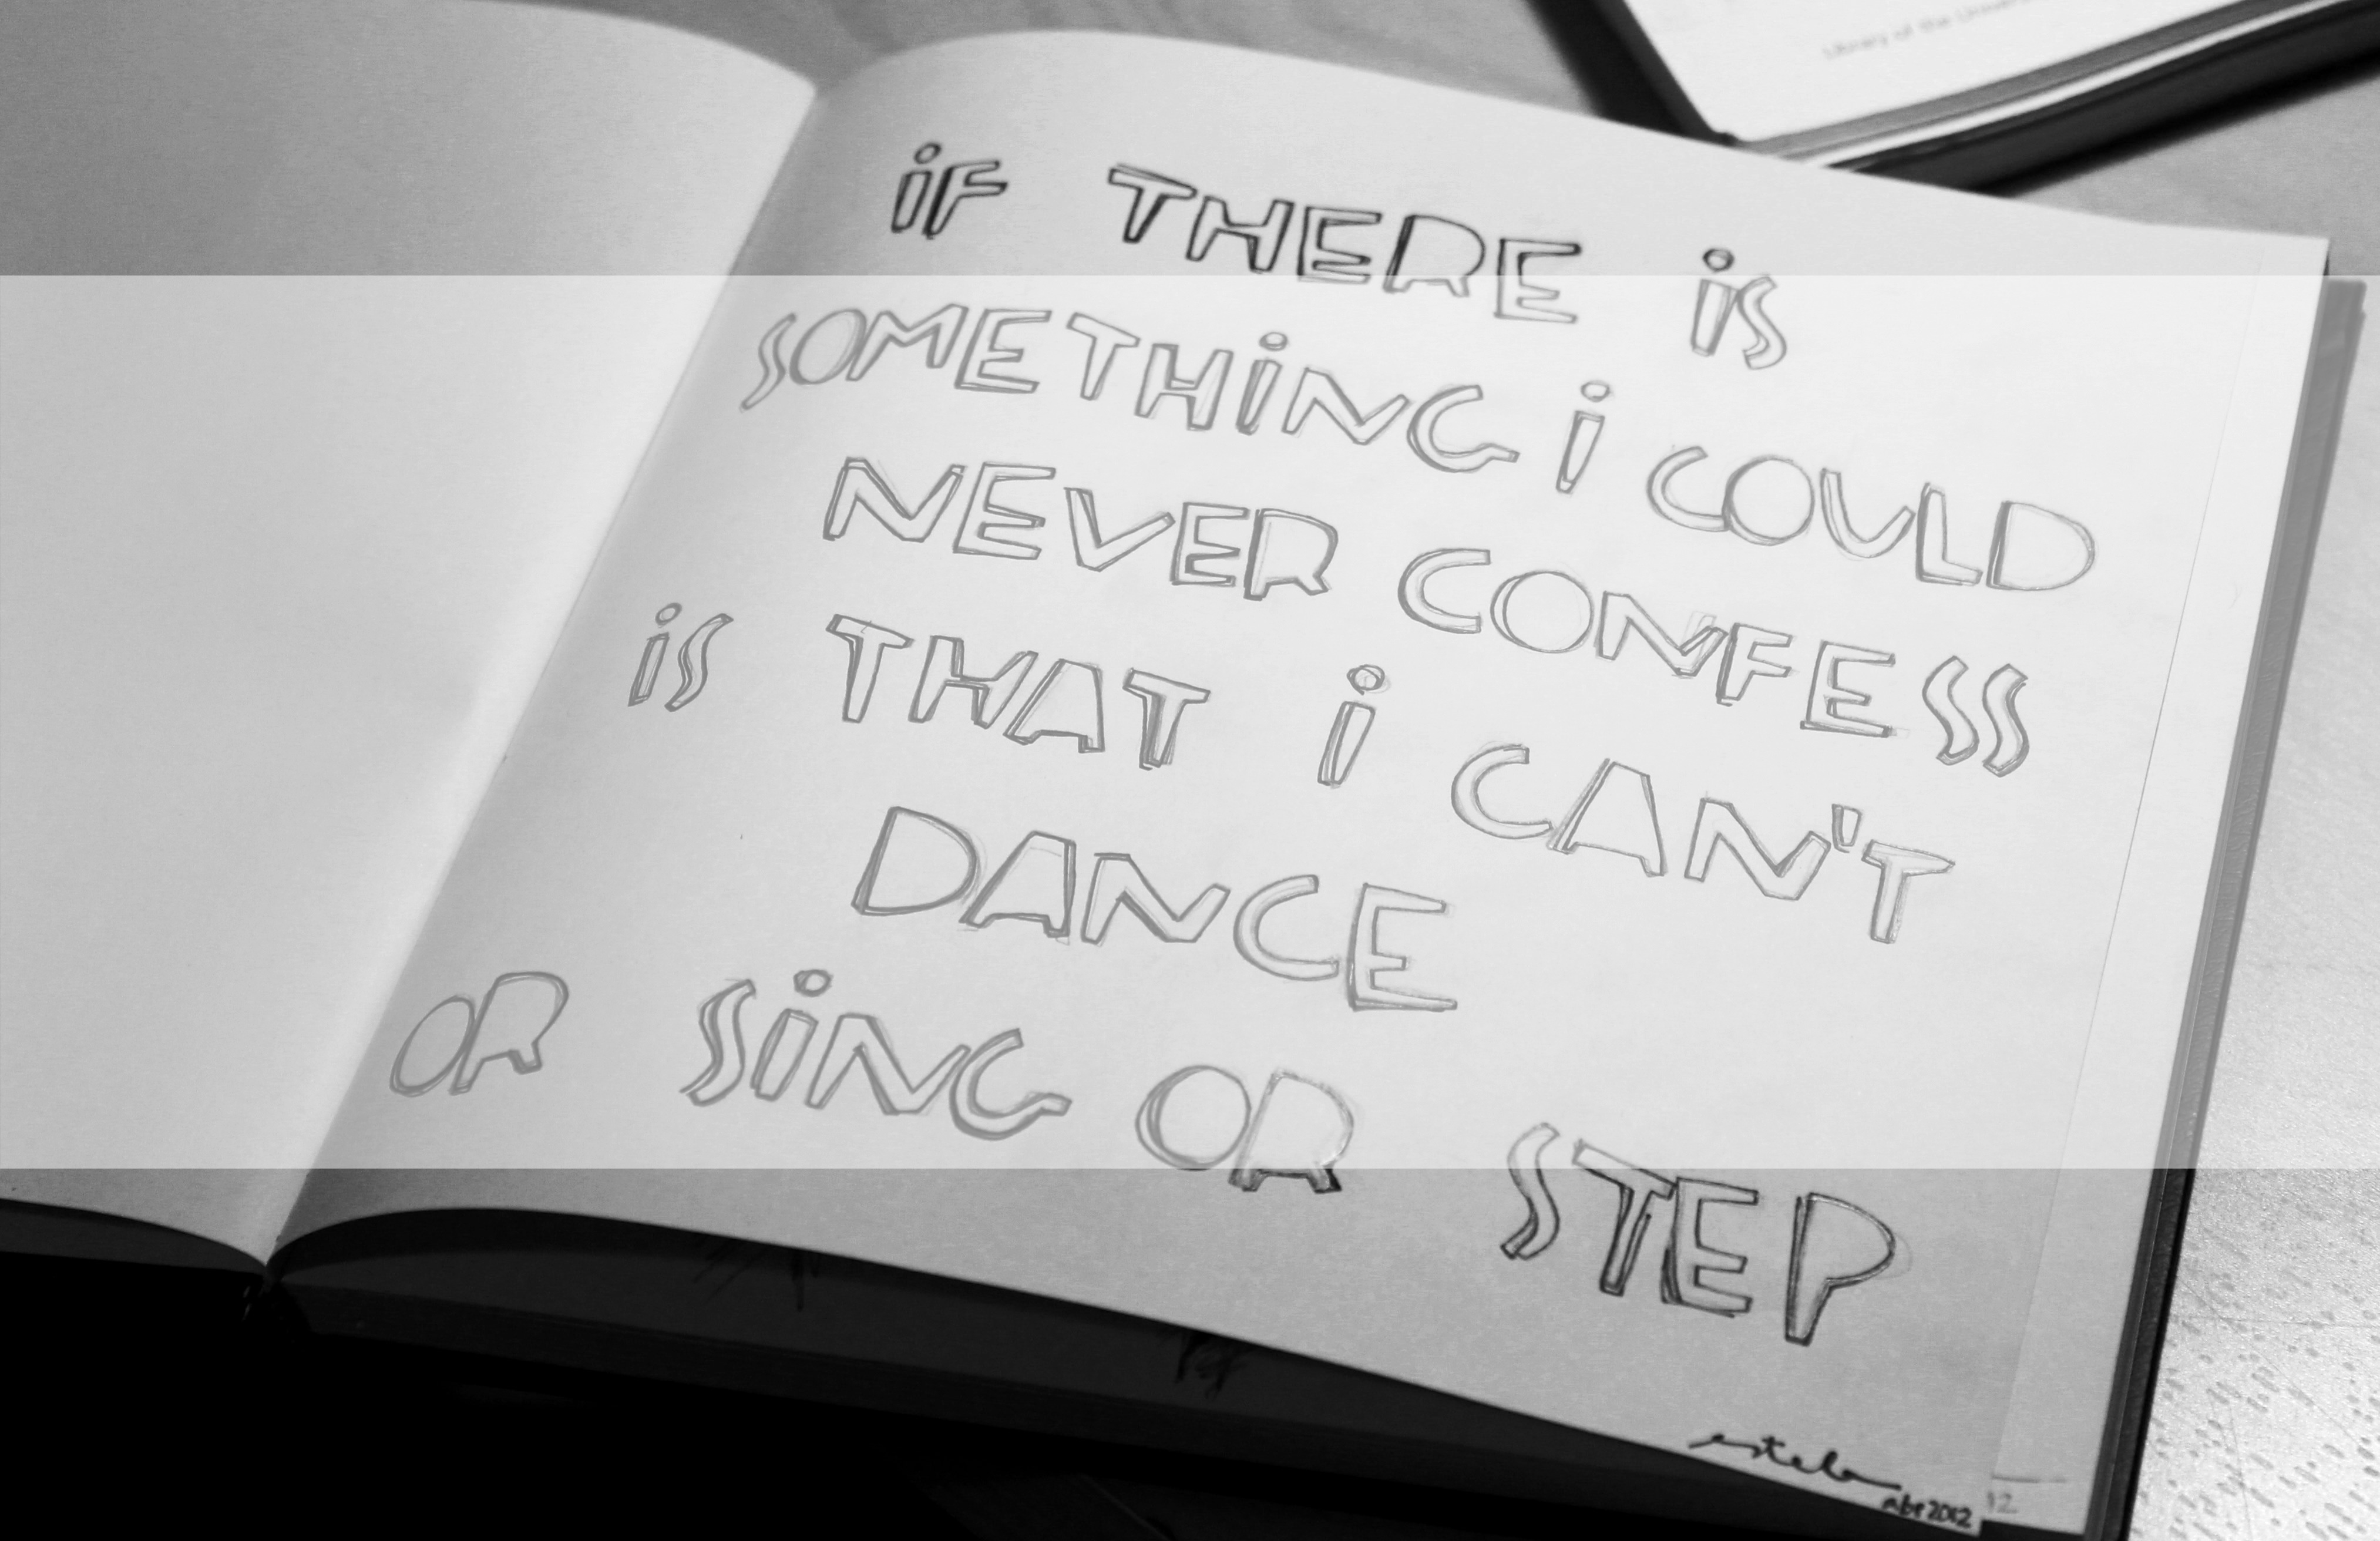 Library of the
iF THERE iS
SOMETHiNG i COULD
NEVER CONFESS
iS THAT i CAN'T
DANCE
OR SiNG OR STEP
estela
abr 2012
12